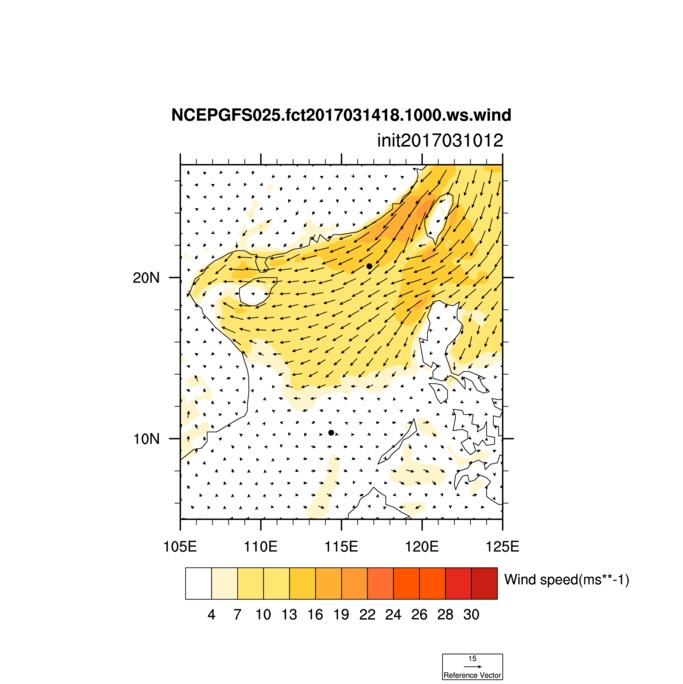 NCEPGFS025.fct2017031418.1000.ws.wind
init2017031012
20N
10N
105E 110E 115E 120E 125E
Wind speed(ms**-1)
4 7 10 13 16 19 22 24 26 28 30
15
Reference Vector